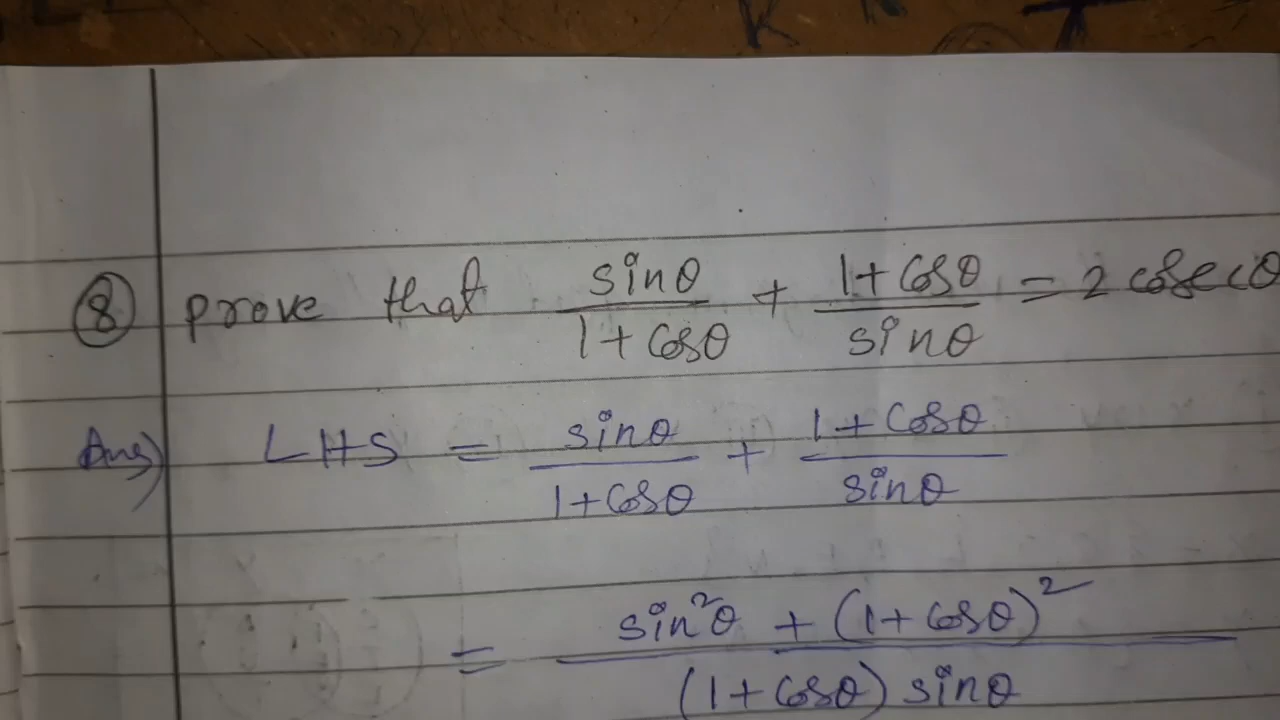 ⑧ prove that sinθ / 1+cosθ + 1+cosθ / sinθ = 2 cosecθ
Ans) LHS = sinθ / 1+cosθ + 1+cosθ / sinθ
= sin²θ + (1+cosθ)² / (1+cosθ) sinθ